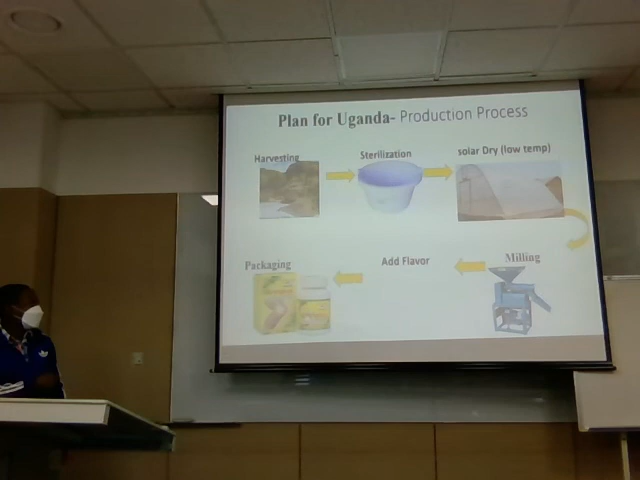 Plan for Uganda- Production Process
Harvesting
Sterilization
solar Dry (low temp)
Packaging
Add Flavor
Milling